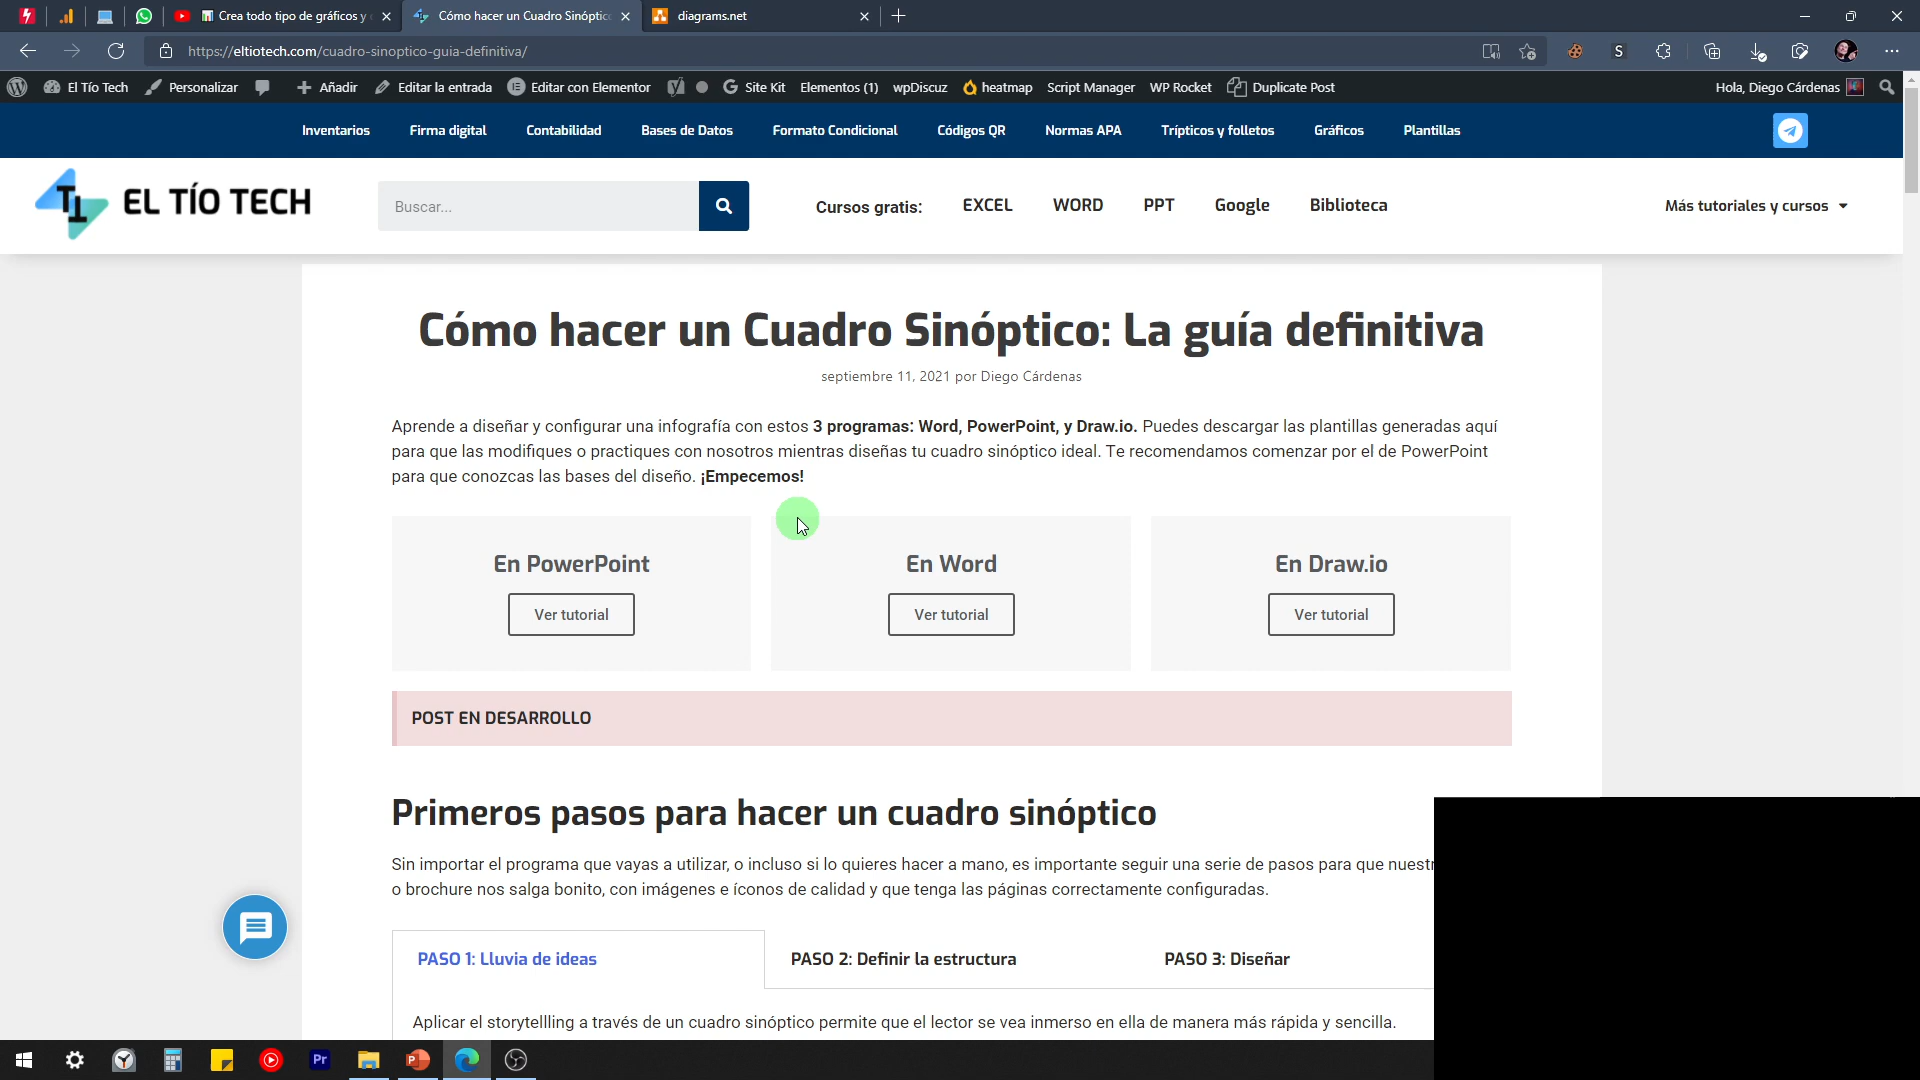 Crea todo tipo de gráficos y
Cómo hacer un Cuadro Sinóptic
diagrams.net
https://eltiotech.com/cuadro-sinoptico-guia-definitiva/
S
El Tío Tech
Personalizar
Añadir
Editar la entrada
Editar con Elementor
Site Kit
Elementos (1)
wpDiscuz
heatmap
Script Manager
WP Rocket
Duplicate Post
Hola, Diego Cárdenas
Inventarios
Firma digital
Contabilidad
Bases de Datos
Formato Condicional
Códigos QR
Normas APA
Trípticos y folletos
Gráficos
Plantillas
EL TÍO TECH
Buscar...
Cursos gratis:
EXCEL
WORD
PPT
Google
Biblioteca
Más tutoriales y cursos
Cómo hacer un Cuadro Sinóptico: La guía definitiva
septiembre 11, 2021 por Diego Cárdenas
Aprende a diseñar y configurar una infografía con estos 3 programas: Word, PowerPoint, y Draw.io. Puedes descargar las plantillas generadas aquí
para que las modifiques o practiques con nosotros mientras diseñas tu cuadro sinóptico ideal. Te recomendamos comenzar por el de PowerPoint
para que conozcas las bases del diseño. ¡Empecemos!
En PowerPoint
Ver tutorial
En Word
Ver tutorial
En Draw.io
Ver tutorial
POST EN DESARROLLO
Primeros pasos para hacer un cuadro sinóptico
Sin importar el programa que vayas a utilizar, o incluso si lo quieres hacer a mano, es importante seguir una serie de pasos para que nuestr
o brochure nos salga bonito, con imágenes e íconos de calidad y que tenga las páginas correctamente configuradas.
PASO 1: Lluvia de ideas
PASO 2: Definir la estructura
PASO 3: Diseñar
Aplicar el storytellling a través de un cuadro sinóptico permite que el lector se vea inmerso en ella de manera más rápida y sencilla.
Pr
P